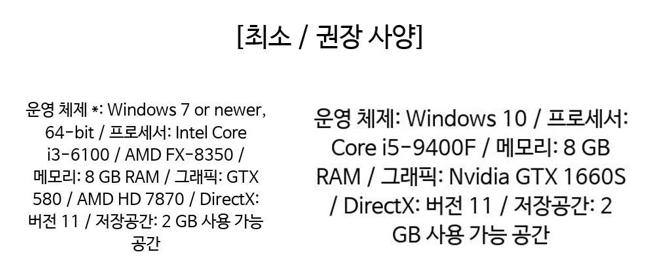 [최소 / 권장 사양]
운영 체제 *: Windows 7 or newer,
64-bit / 프로세서: Intel Core
i3-6100 / AMD FX-8350 /
메모리: 8 GB RAM / 그래픽: GTX
580 / AMD HD 7870 / DirectX:
버전 11 / 저장공간: 2 GB 사용 가능
공간
운영 체제: Windows 10 / 프로세서:
Core i5-9400F / 메모리: 8 GB
RAM / 그래픽: Nvidia GTX 1660S
/ DirectX: 버전 11 / 저장공간: 2
GB 사용 가능 공간